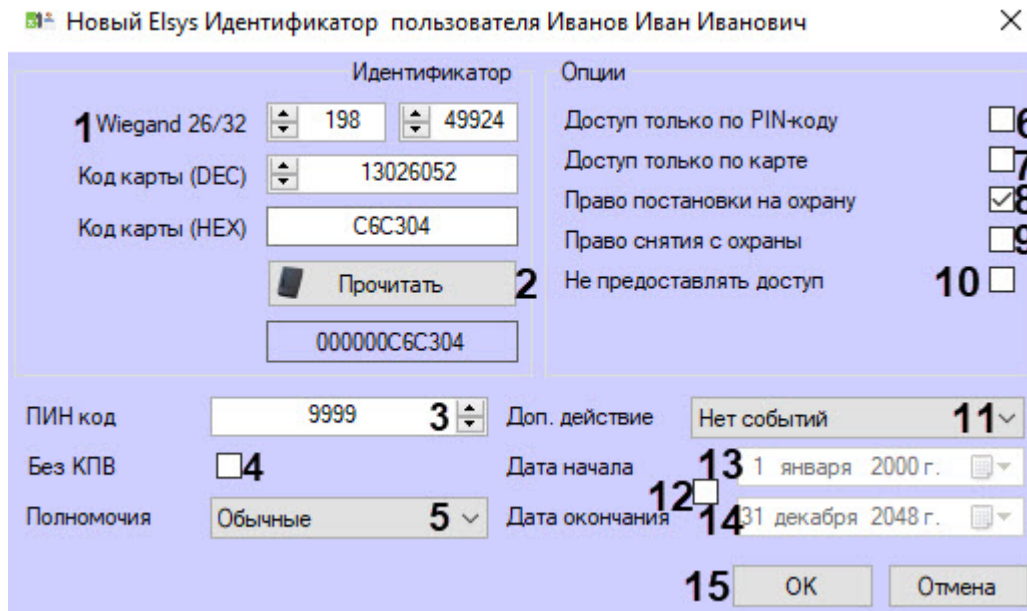 Новый Elsys Идентификатор пользователя Иванов Иван Иванович
Идентификатор
1 Wiegand 26/32 198 49924
Код карты (DEC) 13026052
Код карты (HEX) C6C304
Прочитать 2
000000C6C304
Опции
Доступ только по PIN-коду 6
Доступ только по карте 7
Право постановки на охрану 8
Право снятия с охраны 9
Не предоставлять доступ 10
ПИН код 9999 3
Без КПВ 4
Полномочия Обычные 5
Доп. действие Нет событий 11
Дата начала 13 1 января 2000 г.
12
Дата окончания 14 31 декабря 2048 г.
15 OK Отмена